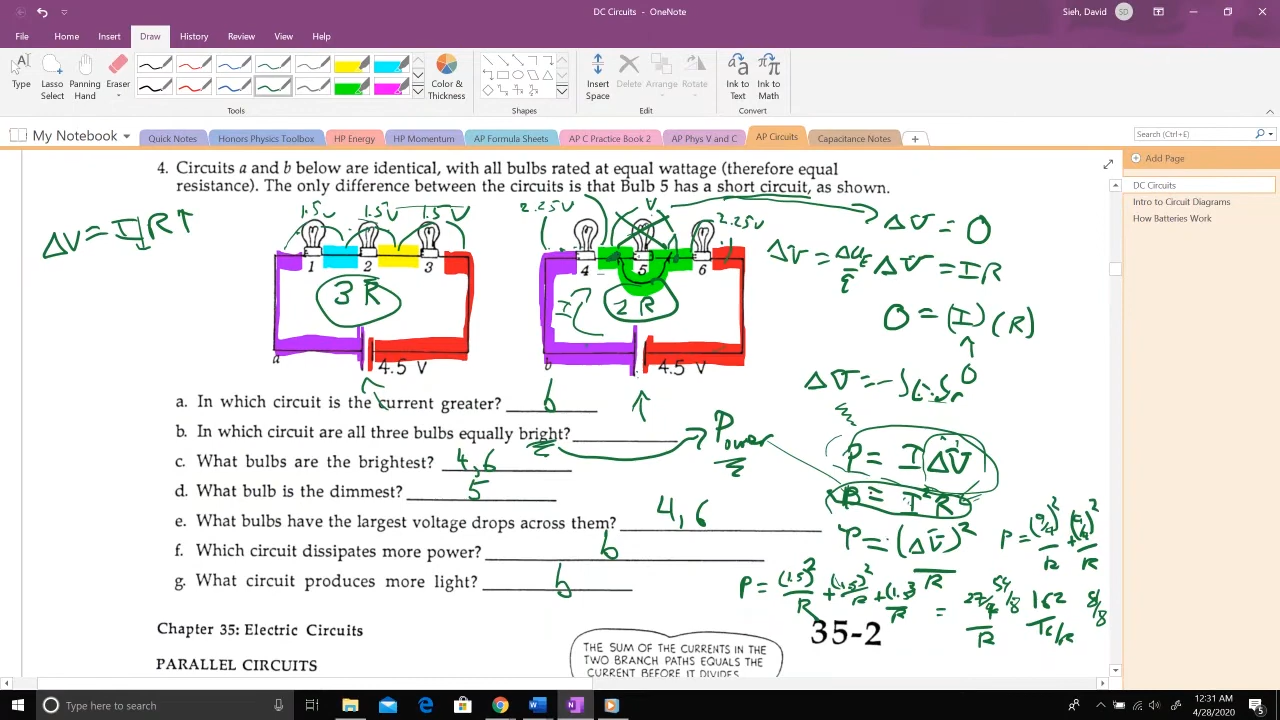 DC Circuits - OneNote
Sieh, David
SD
File Home Insert Draw History Review View Help
Type
Lasso Select
Panning Hand
Eraser
Color & Thickness
Insert Space
Delete
Arrange
Rotate
Ink to Text
Ink to Math
Tools Shapes Edit Convert
My Notebook
Quick Notes Honors Physics Toolbox HP Energy HP Momentum AP Formula Sheets AP C Practice Book 2 AP Phys V and C AP Circuits Capacitance Notes
Search (Ctrl+E)
Add Page
DC Circuits
Intro to Circuit Diagrams
How Batteries Work
4. Circuits a and b below are identical, with all bulbs rated at equal wattage (therefore equal
resistance). The only difference between the circuits is that Bulb 5 has a short circuit, as shown.
ΔV = IR↑
1.5V 1.5V 1.5V
1 2 3
3R
a
4.5 V
2.25V V 2.25V
4 5 6
I
2R
b
4.5 V
ΔV = 0
ΔV = IR
0 = (I)(R)
a. In which circuit is the current greater? b
b. In which circuit are all three bulbs equally bright?
Power
c. What bulbs are the brightest? 4,6
d. What bulb is the dimmest? 5
e. What bulbs have the largest voltage drops across them? 4,6
f. Which circuit dissipates more power? b
g. What circuit produces more light? b
P = I ΔV
P = I²R
P = (ΔV)²
R
35-2
Chapter 35: Electric Circuits
PARALLEL CIRCUITS
THE SUM OF THE CURRENTS IN THE
TWO BRANCH PATHS EQUALS THE
CURRENT BEFORE IT DIVIDES
Type here to search
12:31 AM
4/28/2020
5